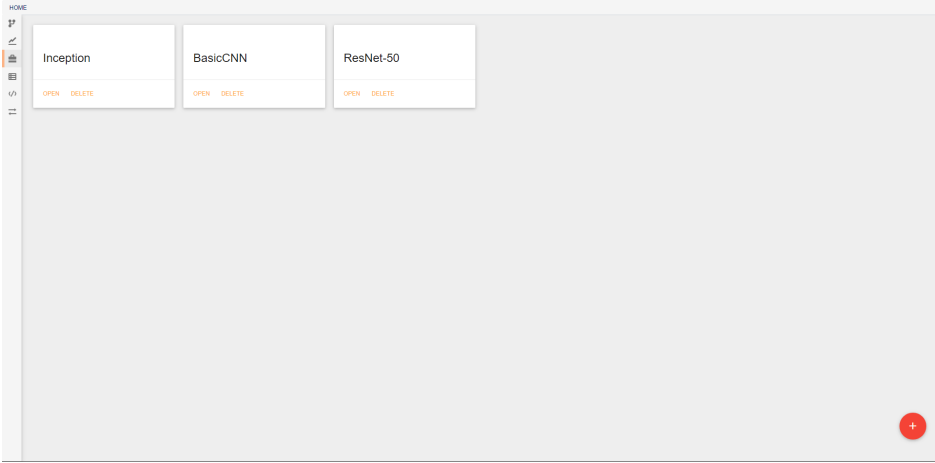 HOME
Inception
OPEN DELETE
BasicCNN
OPEN DELETE
ResNet-50
OPEN DELETE
+